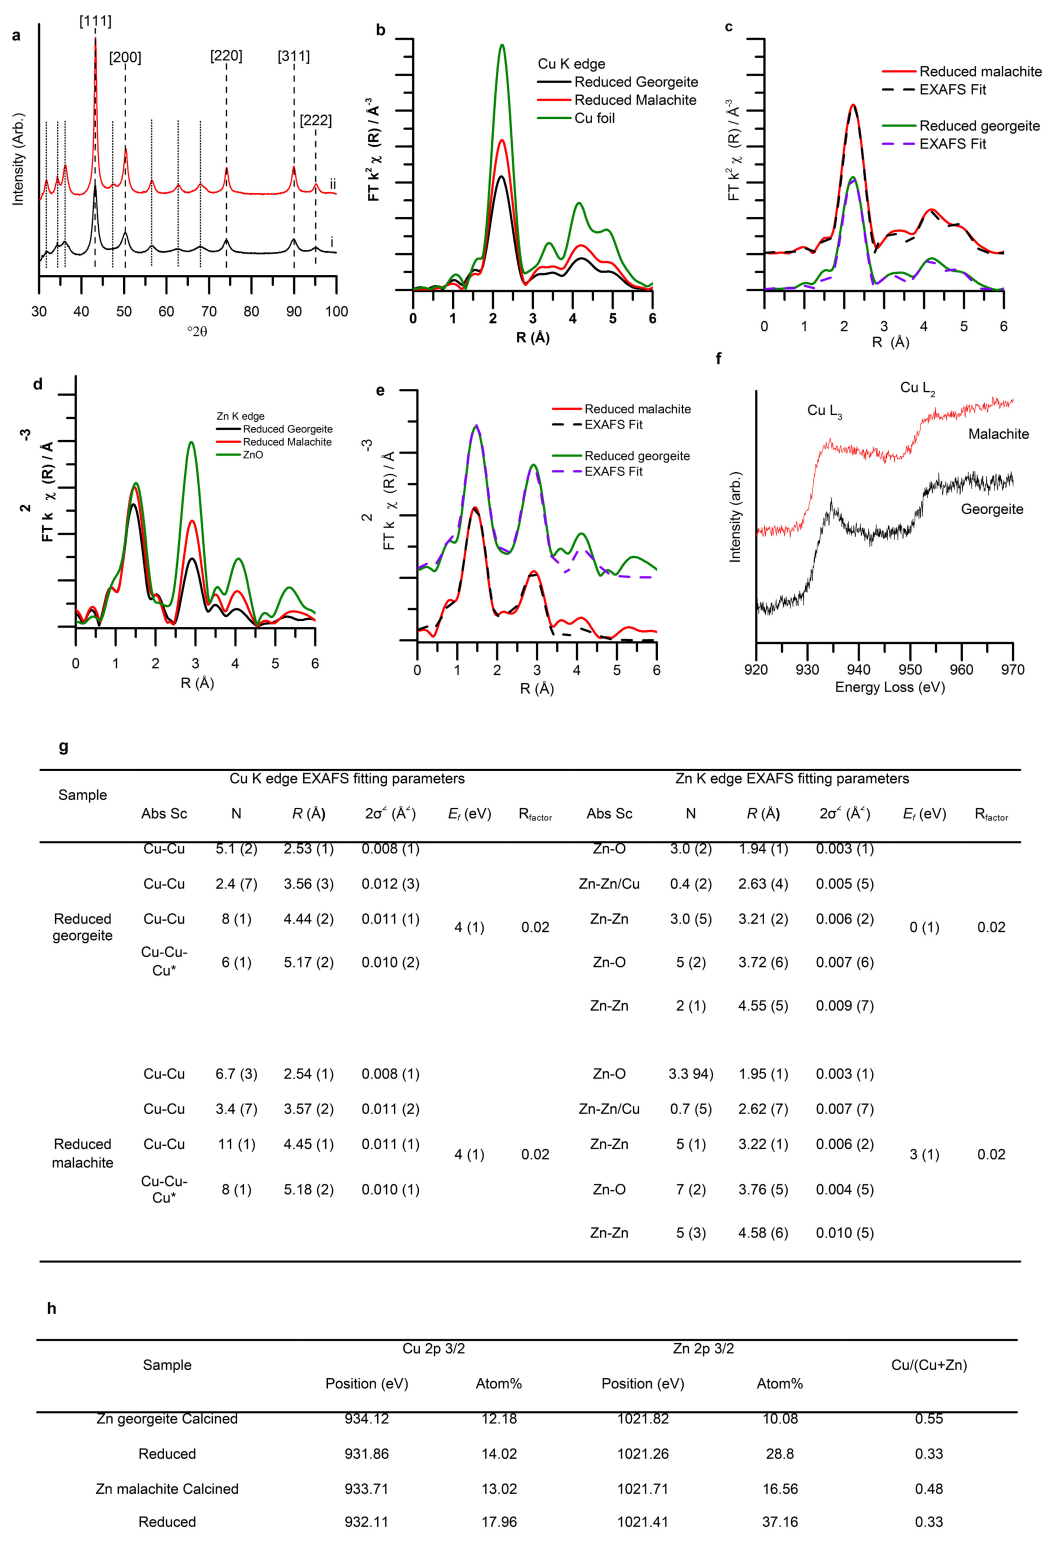 a
[111]
[200]
[220]
[311]
[222]
ii
i
Intensity (Arb.)
30 40 50 60 70 80 90 100
°2θ
b
Cu K edge
Reduced Georgeite
Reduced Malachite
Cu foil
FT k² χ (R) / Å⁻³
0 1 2 3 4 5 6
R (Å)
c
Reduced malachite
EXAFS Fit
Reduced georgeite
EXAFS Fit
FT k² χ (R) / Å⁻³
0 1 2 3 4 5 6
R (Å)
d
Zn K edge
Reduced Georgeite
Reduced Malachite
ZnO
FT k 2 χ (R) / Å -3
0 1 2 3 4 5 6
R (Å)
e
Reduced malachite
EXAFS Fit
Reduced georgeite
EXAFS Fit
FT k 2 χ (R) / Å -3
0 1 2 3 4 5 6
R (Å)
f
Cu L₃
Cu L₂
Malachite
Georgeite
Intensity (arb.)
920 930 940 950 960 970
Energy Loss (eV)
g
Sample Cu K edge EXAFS fitting parameters Zn K edge EXAFS fitting parameters
Abs Sc N R (Å) 2σ² (Å²) E_f (eV) R_factor Abs Sc N R (Å) 2σ² (Å²) E_f (eV) R_factor
Cu-Cu 5.1 (2) 2.53 (1) 0.008 (1) Zn-O 3.0 (2) 1.94 (1) 0.003 (1)
Cu-Cu 2.4 (7) 3.56 (3) 0.012 (3) Zn-Zn/Cu 0.4 (2) 2.63 (4) 0.005 (5)
Reduced georgeite Cu-Cu 8 (1) 4.44 (2) 0.011 (1) 4 (1) 0.02 Zn-Zn 3.0 (5) 3.21 (2) 0.006 (2) 0 (1) 0.02
Cu-Cu-Cu* 6 (1) 5.17 (2) 0.010 (2) Zn-O 5 (2) 3.72 (6) 0.007 (6)
Zn-Zn 2 (1) 4.55 (5) 0.009 (7)
Cu-Cu 6.7 (3) 2.54 (1) 0.008 (1) Zn-O 3.3 94) 1.95 (1) 0.003 (1)
Cu-Cu 3.4 (7) 3.57 (2) 0.011 (2) Zn-Zn/Cu 0.7 (5) 2.62 (7) 0.007 (7)
Reduced malachite Cu-Cu 11 (1) 4.45 (1) 0.011 (1) 4 (1) 0.02 Zn-Zn 5 (1) 3.22 (1) 0.006 (2) 3 (1) 0.02
Cu-Cu-Cu* 8 (1) 5.18 (2) 0.010 (1) Zn-O 7 (2) 3.76 (5) 0.004 (5)
Zn-Zn 5 (3) 4.58 (6) 0.010 (5)
h
Sample Cu 2p 3/2 Zn 2p 3/2 Cu/(Cu+Zn)
Position (eV) Atom% Position (eV) Atom%
Zn georgeite Calcined 934.12 12.18 1021.82 10.08 0.55
Reduced 931.86 14.02 1021.26 28.8 0.33
Zn malachite Calcined 933.71 13.02 1021.71 16.56 0.48
Reduced 932.11 17.96 1021.41 37.16 0.33